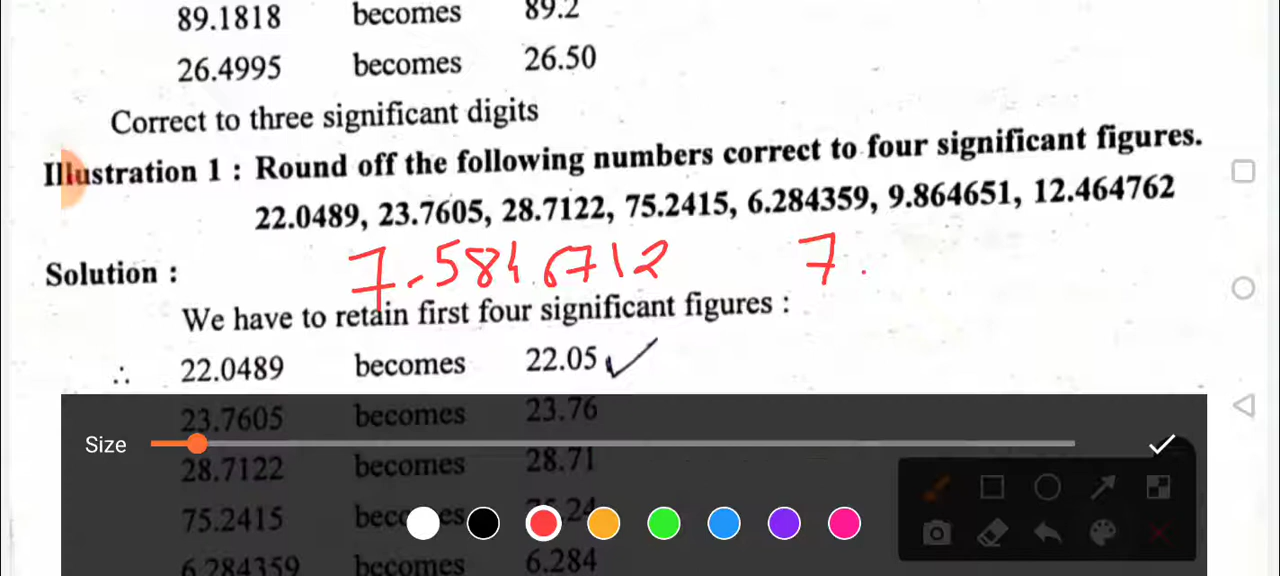 89.1818 becomes 89.2
26.4995 becomes 26.50
Correct to three significant digits
Illustration 1 : Round off the following numbers correct to four significant figures.
22.0489, 23.7605, 28.7122, 75.2415, 6.284359, 9.864651, 12.464762
7.5846712 7.
Solution :
We have to retain first four significant figures :
∴ 22.0489 becomes 22.05 ✓
23.7605 becomes 23.76
Size
28.7122 becomes 28.71
75.2415 becomes 75.24
6.284359 becomes 6.284